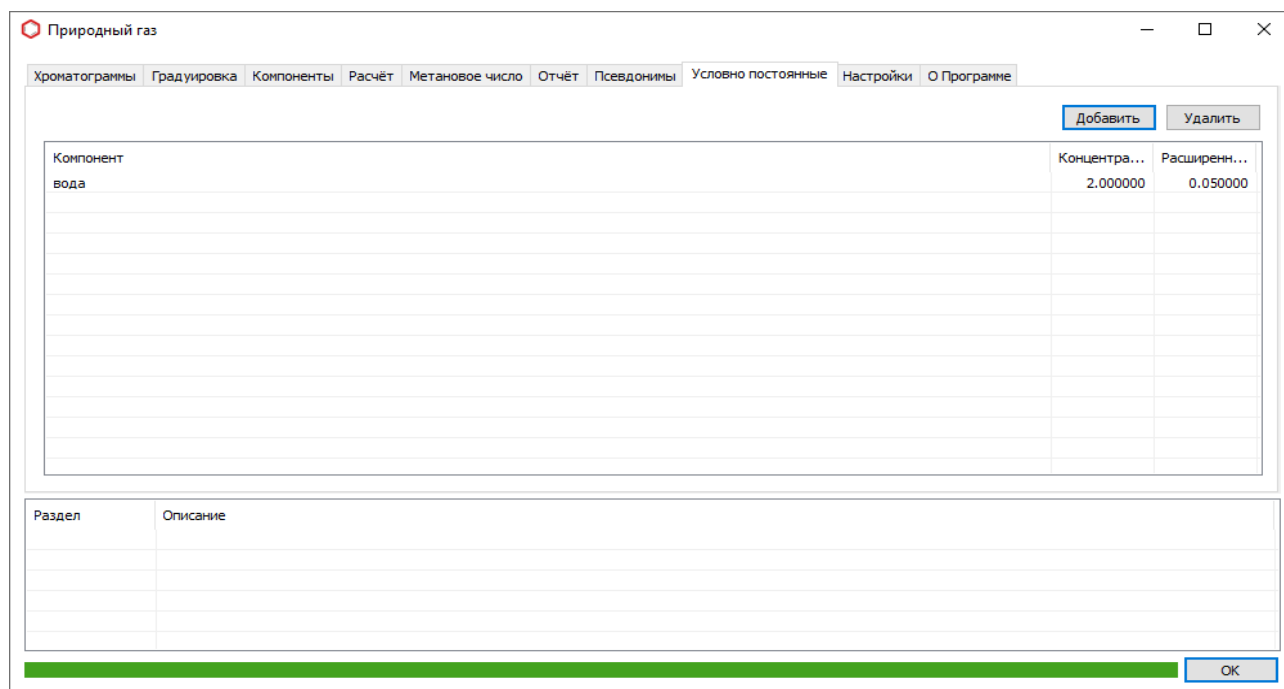 Природный газ
Хроматограммы Градуировка Компоненты Расчёт Метановое число Отчёт Псевдонимы Условно постоянные Настройки О Программе
Добавить Удалить
Компонент Концентра... Расширенн...
вода 2.000000 0.050000
Раздел Описание
OK